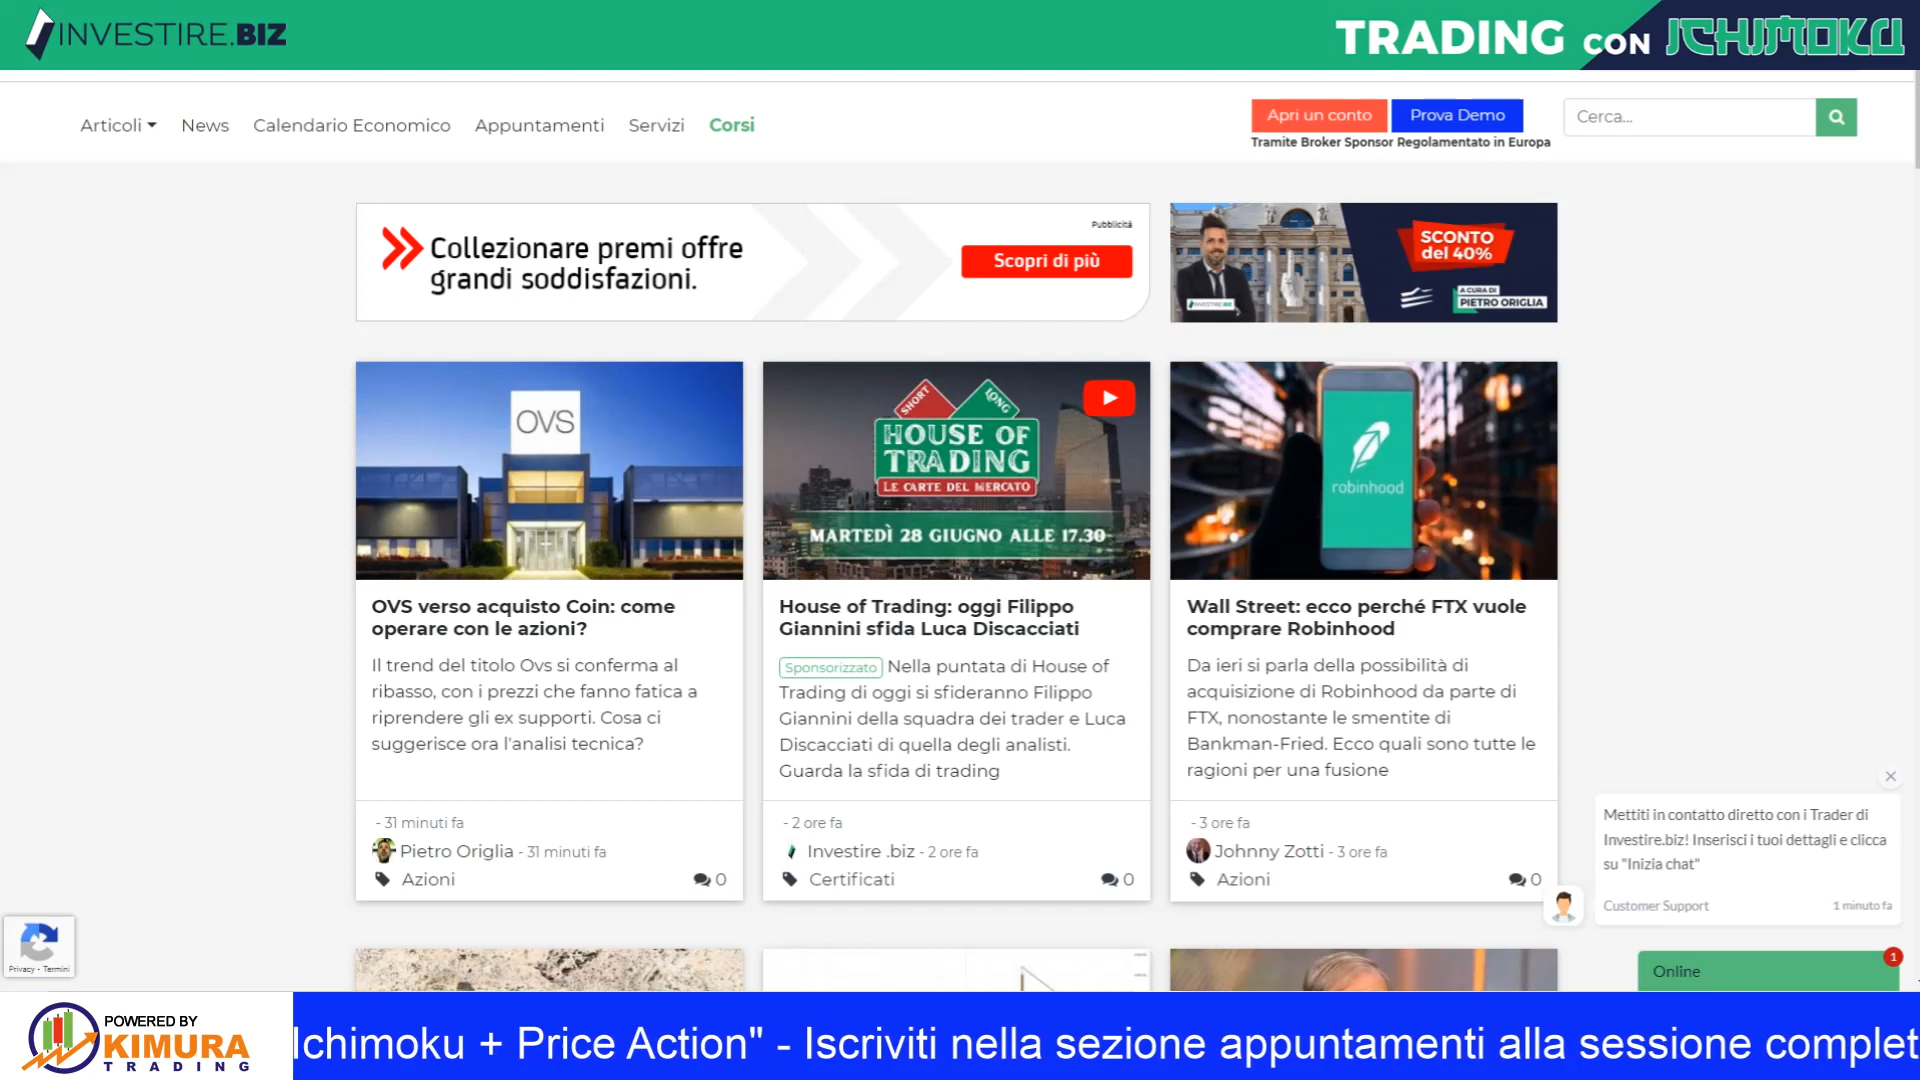 INVESTIRE.BIZ
TRADING CON ICHIMOKU
Articoli News Calendario Economico Appuntamenti Servizi Corsi
Apri un conto Prova Demo
Tramite Broker Sponsor Regolamentato in Europa
Cerca...
Pubblicità
Collezionare premi offre
grandi soddisfazioni.
Scopri di più
SCONTO
del 40%
INVESTIRE.BIZ
A CURA DI
PIETRO ORIGLIA
OVS
OVS verso acquisto Coin: come
operare con le azioni?
Il trend del titolo Ovs si conferma al
ribasso, con i prezzi che fanno fatica a
riprendere gli ex supporti. Cosa ci
suggerisce ora l'analisi tecnica?
- 31 minuti fa
Pietro Origlia - 31 minuti fa
Azioni
0
SHORT LONG
HOUSE OF
TRADING
LE CARTE DEL MERCATO
MARTEDÌ 28 GIUGNO ALLE 17.30
House of Trading: oggi Filippo
Giannini sfida Luca Discacciati
Sponsorizzato Nella puntata di House of
Trading di oggi si sfideranno Filippo
Giannini della squadra dei trader e Luca
Discacciati di quella degli analisti.
Guarda la sfida di trading
- 2 ore fa
Investire .biz - 2 ore fa
Certificati
0
robinhood
Wall Street: ecco perché FTX vuole
comprare Robinhood
Da ieri si parla della possibilità di
acquisizione di Robinhood da parte di
FTX, nonostante le smentite di
Bankman-Fried. Ecco quali sono tutte le
ragioni per una fusione
- 3 ore fa
Johnny Zotti - 3 ore fa
Azioni
0
Mettiti in contatto diretto con i Trader di
Investire.biz! Inserisci i tuoi dettagli e clicca
su "Inizia chat"
Customer Support 1 minuto fa
Online
1
Privacy - Termini
POWERED BY
KIMURA
TRADING
Ichimoku + Price Action" - Iscriviti nella sezione appuntamenti alla sessione complet